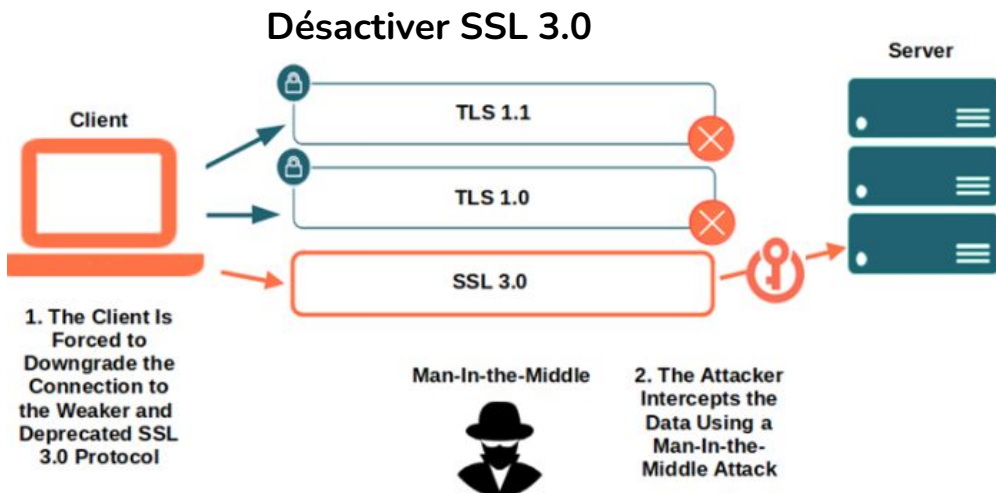 Désactiver SSL 3.0
Server
Client
TLS 1.1
TLS 1.0
SSL 3.0
1. The Client Is
Forced to
Downgrade the
Connection to
the Weaker and
Deprecated SSL
3.0 Protocol
Man-In-the-Middle
2. The Attacker
Intercepts the
Data Using a
Man-In-the-
Middle Attack